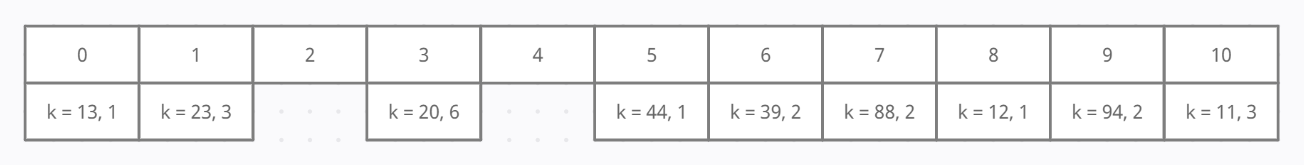 0 1 2 3 4 5 6 7 8 9 10
k = 13, 1 k = 23, 3 k = 20, 6 k = 44, 1 k = 39, 2 k = 88, 2 k = 12, 1 k = 94, 2 k = 11, 3